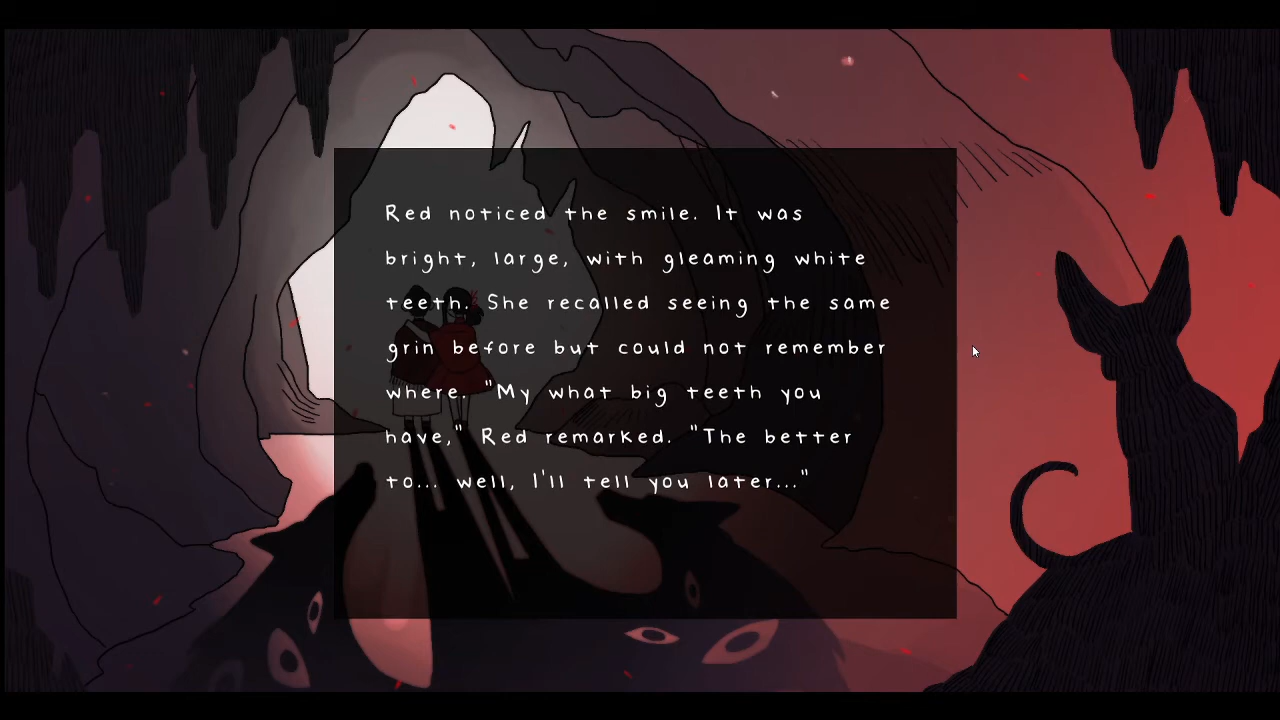 Red noticed the smile. It was
bright, large, with gleaming white
teeth. She recalled seeing the same
grin before but could not remember
where. "My what big teeth you
have," Red remarked. "The better
to... well, I'll tell you later..."